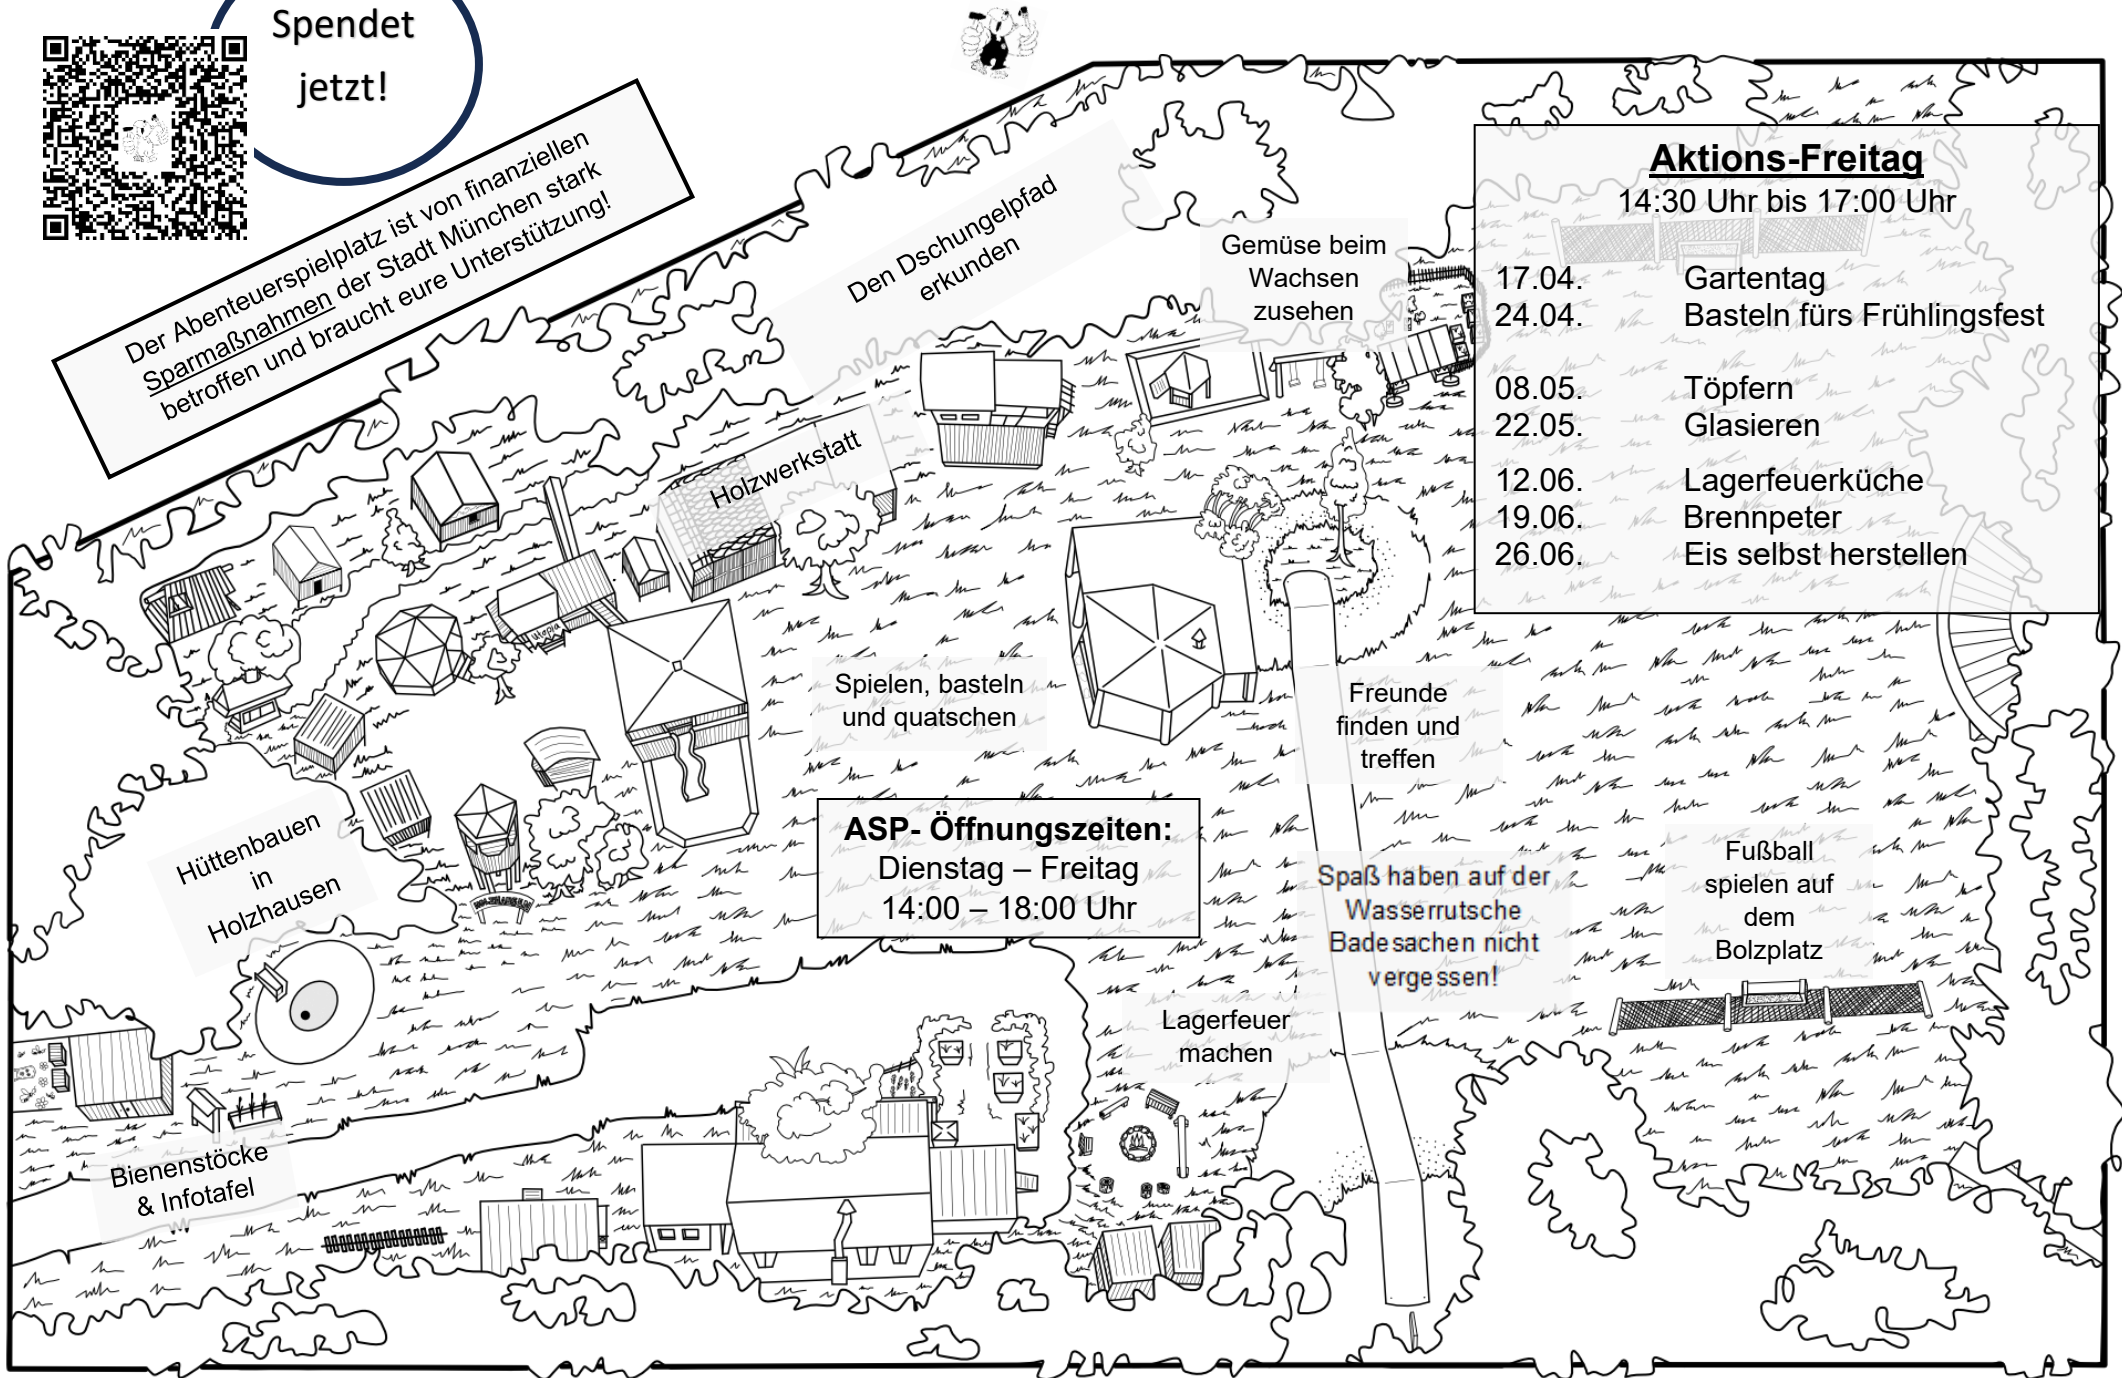 Spendet
jetzt!
Der Abenteuerspielplatz ist von finanziellen
Sparmaßnahmen der Stadt München stark
betroffen und braucht eure Unterstützung!
Den Dschungelpfad
erkunden
Gemüse beim
Wachsen
zusehen
Aktions-Freitag
14:30 Uhr bis 17:00 Uhr
17.04. Gartentag
24.04. Basteln fürs Frühlingsfest
08.05. Töpfern
22.05. Glasieren
12.06. Lagerfeuerküche
19.06. Brennpeter
26.06. Eis selbst herstellen
Holzwerkstatt
Utopia
Spielen, basteln
und quatschen
Freunde
finden und
treffen
ASP- Öffnungszeiten:
Dienstag – Freitag
14:00 – 18:00 Uhr
Hüttenbauen
in
Holzhausen
HOLZHAUSEN
Spaß haben auf der
Wasserrutsche
Badesachen nicht
vergessen!
Fußball
spielen auf
dem
Bolzplatz
Lagerfeuer
machen
Bienenstöcke
& Infotafel